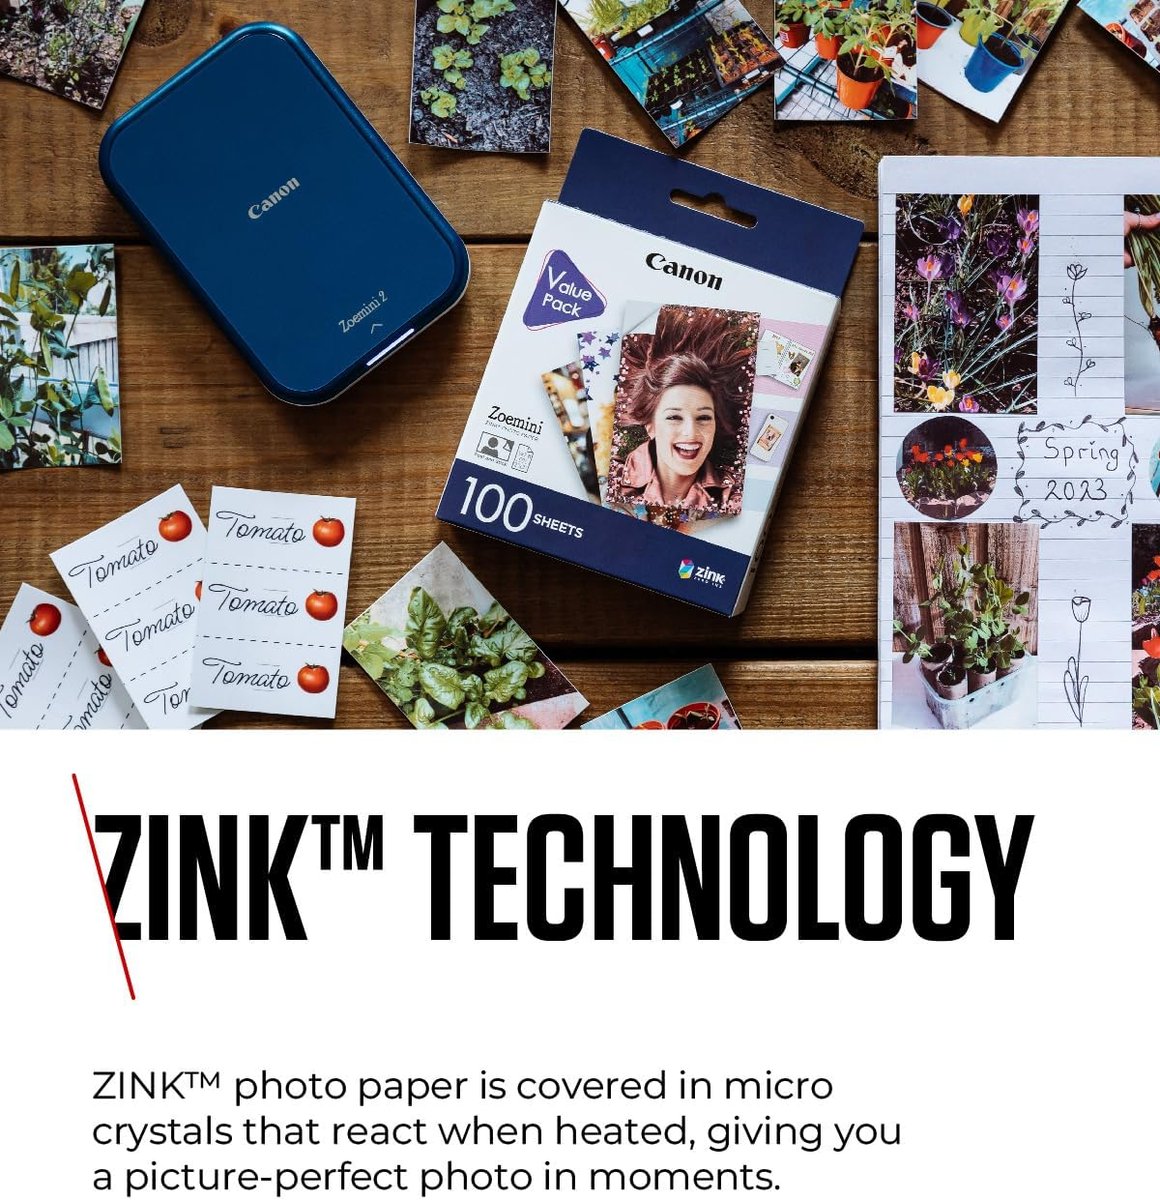 Canon
Zoemini 2
Canon
Value
Pack
Zoemini
100 SHEETS
ZINK
ZERO INK
Spring
2023
Tomato
Tomato
Tomato
Tomato
Tomato
Tomato
ZINK™ TECHNOLOGY
ZINK™ photo paper is covered in micro
crystals that react when heated, giving you
a picture-perfect photo in moments.